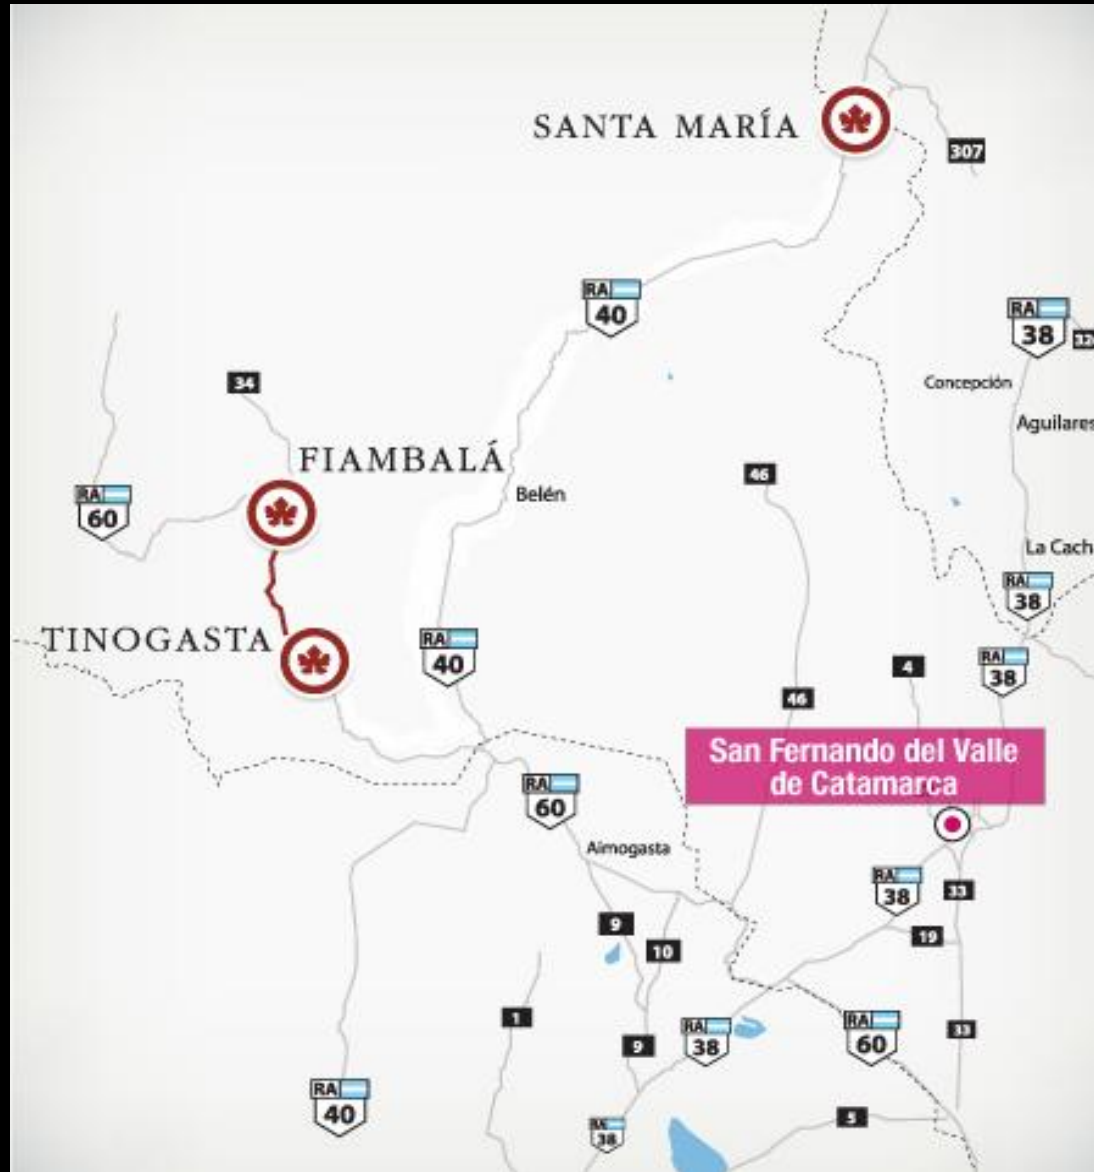 SANTA MARÍA
307
RA
40
RA
38
Concepción
34
Aguilares
FIAMBALÁ
46
Belén
RA
60
La Cach
RA
38
TINOGASTA
RA
40
4
RA
38
46
San Fernando del Valle
de Catamarca
RA
60
Aimogasta
RA
38
33
9
19
10
1
RA
38
RA
60
33
9
RA
40
5
RA
38